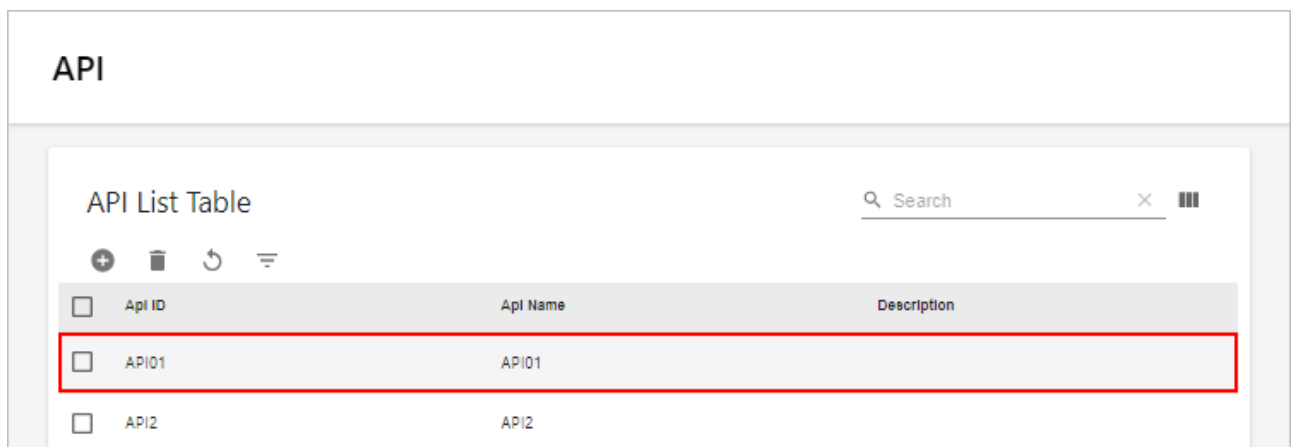 API
API List Table
Search
Api ID Api Name Description
API01 API01
API2 API2